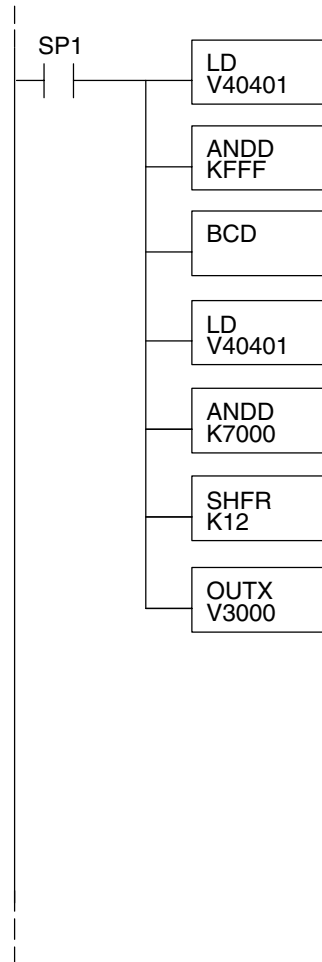 SP1
LD
V40401
ANDD
KFFF
BCD
LD
V40401
ANDD
K7000
SHFR
K12
OUTX
V3000